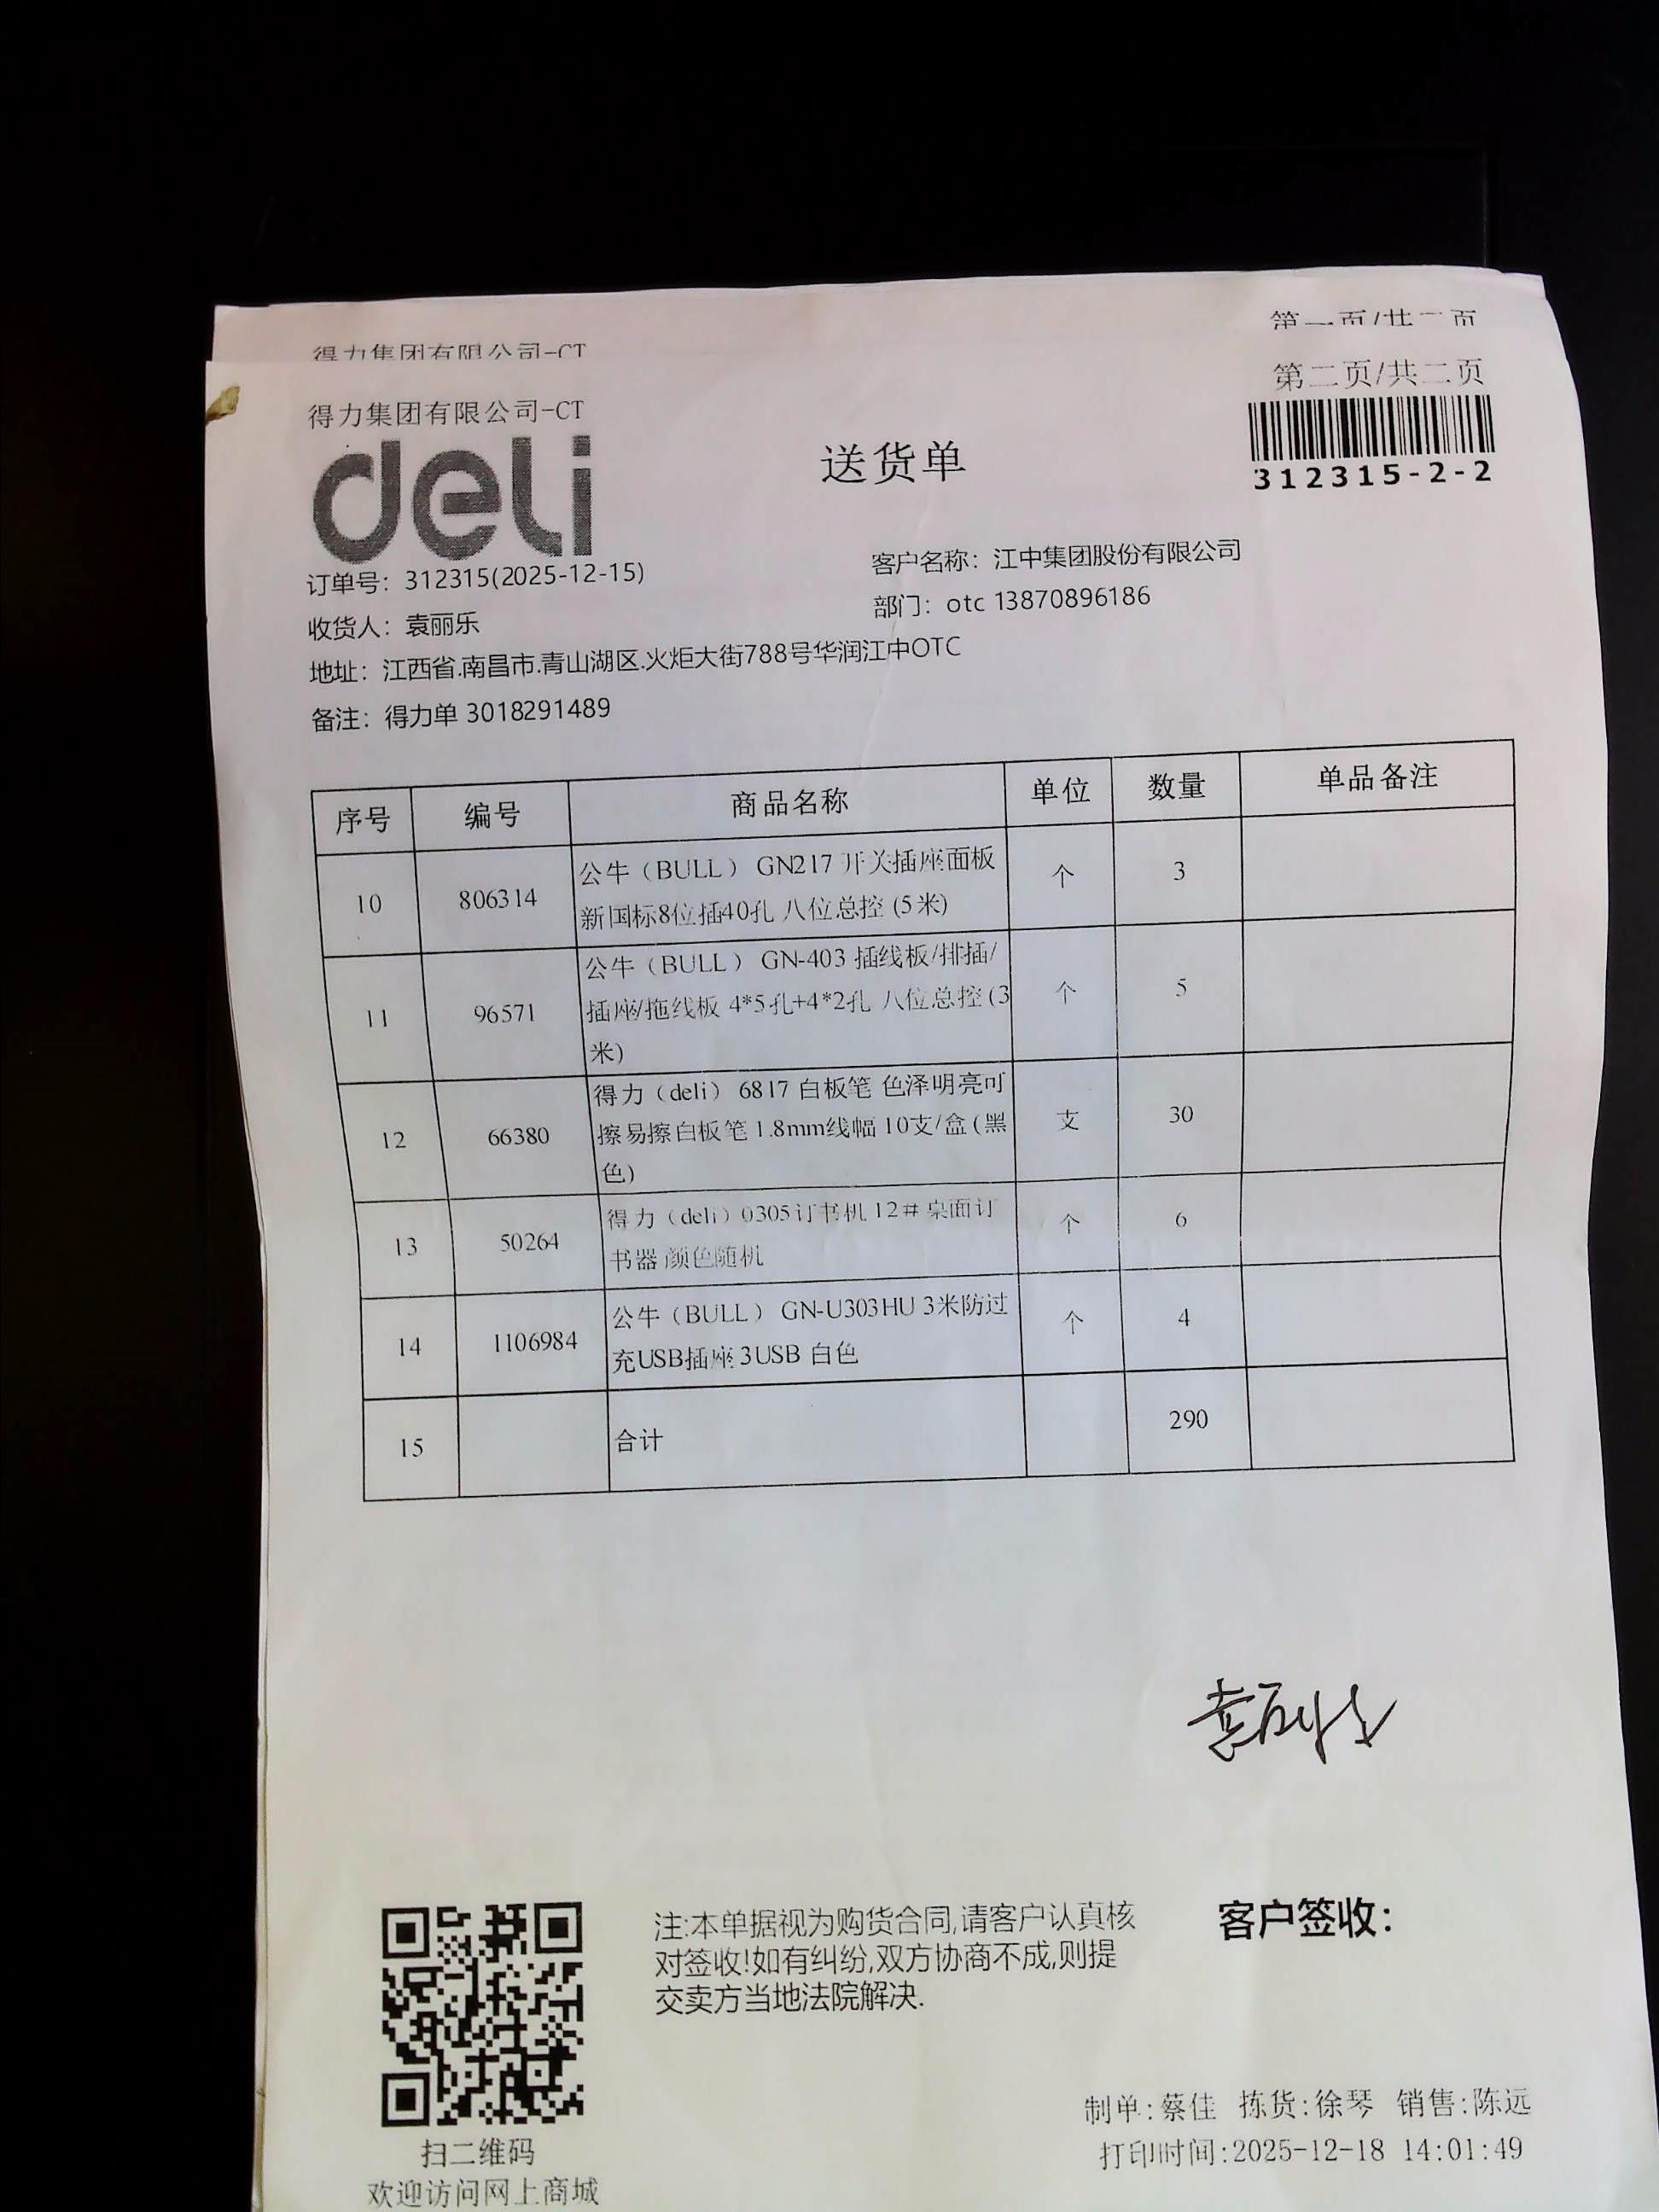 第一页/共二页
得力集团有限公司-CT
第二页/共二页
得力集团有限公司-CT
deli
送货单
312315-2-2
订单号：312315(2025-12-15)
客户名称：江中集团股份有限公司
收货人：袁丽乐
部门：otc 13870896186
地址：江西省.南昌市.青山湖区.火炬大街788号华润江中OTC
备注：得力单 3018291489
序号 编号 商品名称 单位 数量 单品备注
10 806314 公牛（BULL） GN217 开关插座面板 个 3
新国标8位插40孔 八位总控 (5米)
11 96571 公牛（BULL） GN-403 插线板/排插/ 个 5
插座/拖线板 4*5孔+4*2孔 八位总控 (3
米)
12 66380 得力（deli） 6817 白板笔 色泽明亮可 支 30
擦易擦白板笔 1.8mm线幅 10支/盒 (黑
色)
13 50264 得力（deli）0305订书机 12# 桌面订 个 6
书器 颜色随机
14 1106984 公牛（BULL） GN-U303HU 3米防过 个 4
充USB插座 3USB 白色
15 合计 290
注:本单据视为购货合同,请客户认真核
对签收!如有纠纷,双方协商不成,则提
交卖方当地法院解决.
客户签收：
扫二维码
欢迎访问网上商城
制单:蔡佳 拣货:徐琴 销售:陈远
打印时间:2025-12-18 14:01:49